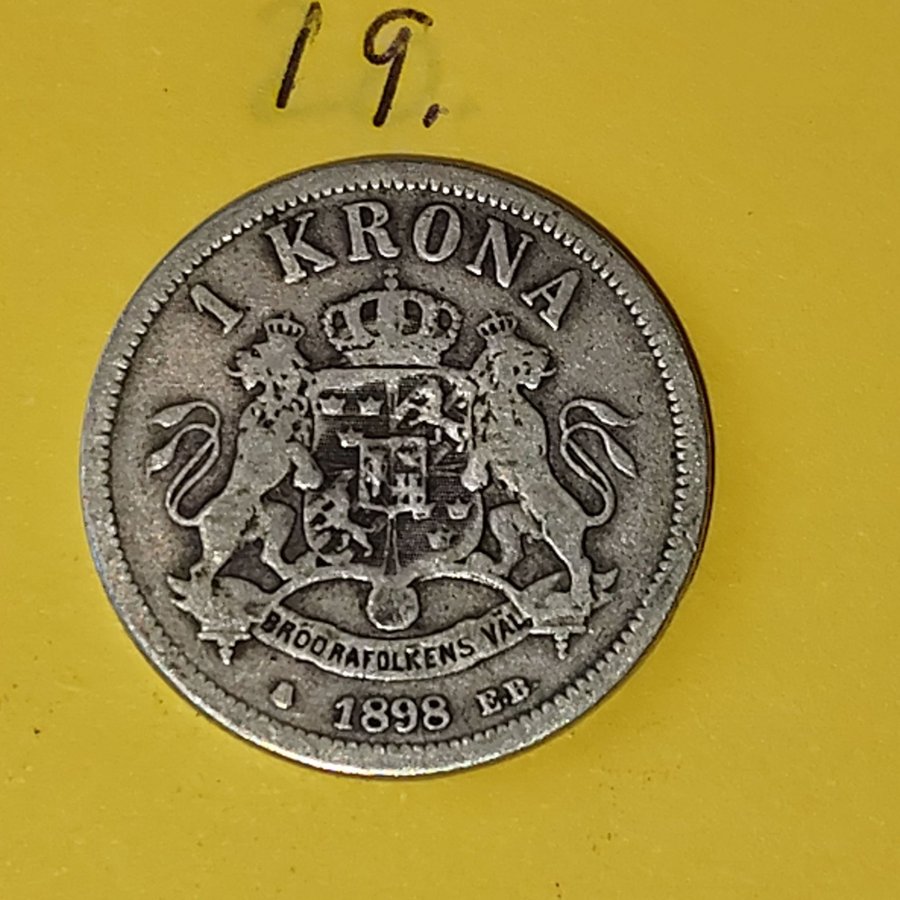 19.
1 KRONA
BRÖDRAFOLKENS VÄL
1898 E.B.